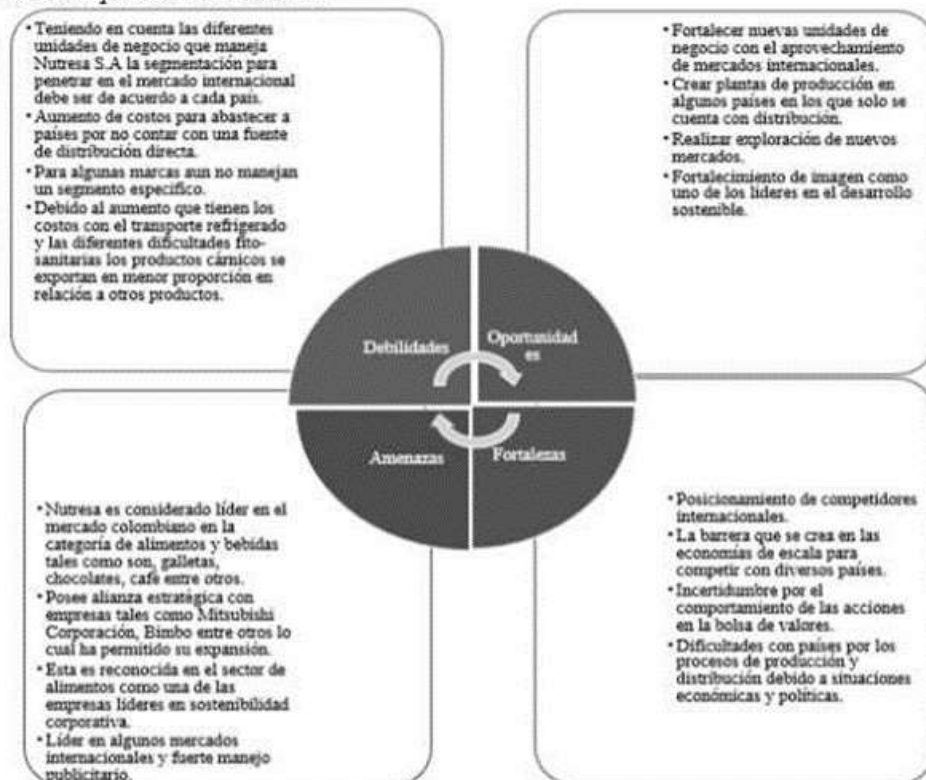 • Teniendo en cuenta las diferentes
unidades de negocio que maneja
Nutresa S.A la segmentación para
penetrar en el mercado internacional
debe ser de acuerdo a cada país.
• Aumento de costos para abastecer a
países por no contar con una fuente
de distribución directa.
• Para algunas marcas aun no manejan
un segmento especifico.
• Debido al aumento que tienen los
costos con el transporte refrigerado
y las diferentes dificultades fito-
sanitarias los productos cárnicos se
exportan en menor proporción en
relación a otros productos.
• Fortalecer nuevas unidades de
negocio con el aprovechamiento
de mercados internacionales.
• Crear plantas de producción en
algunos países en los que solo se
cuenta con distribución.
• Realizar exploración de nuevos
mercados.
• Fortalecimiento de imagen como
uno de los líderes en el desarrollo
sostenible.
Debilidades
Oportunidad
es
Amenazas
Fortalezas
• Nutresa es considerado líder en el
mercado colombiano en la
categoría de alimentos y bebidas
tales como son, galletas,
chocolates, café entre otros.
• Posee alianza estratégica con
empresas tales como Mitsubishi
Corporación, Bimbo entre otros lo
cual ha permitido su expansión.
• Esta es reconocida en el sector de
alimentos como una de las
empresas líderes en sostenibilidad
corporativa.
• Líder en algunos mercados
internacionales y fuerte manejo
publicitario.
• Posicionamiento de competidores
internacionales.
• La barrera que se crea en las
economías de escala para
competir con diversos países.
• Incertidumbre por el
comportamiento de las acciones
en la bolsa de valores.
• Dificultades con países por los
procesos de producción y
distribución debido a situaciones
económicas y políticas.